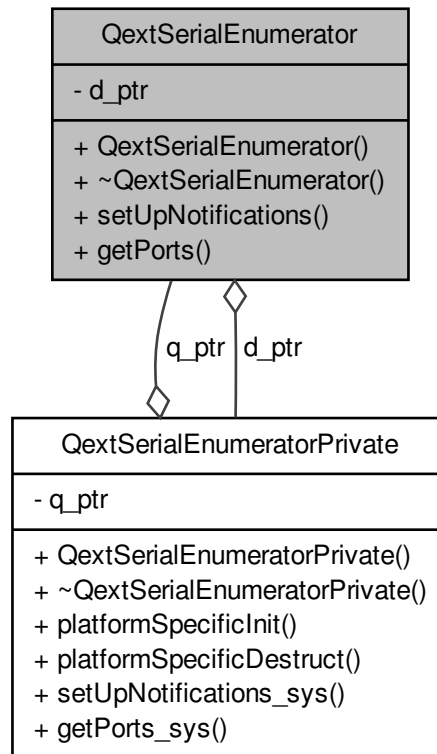 QextSerialEnumerator
- d_ptr
+ QextSerialEnumerator()
+ ~QextSerialEnumerator()
+ setUpNotifications()
+ getPorts()
q_ptr
d_ptr
QextSerialEnumeratorPrivate
- q_ptr
+ QextSerialEnumeratorPrivate()
+ ~QextSerialEnumeratorPrivate()
+ platformSpecificInit()
+ platformSpecificDestruct()
+ setUpNotifications_sys()
+ getPorts_sys()